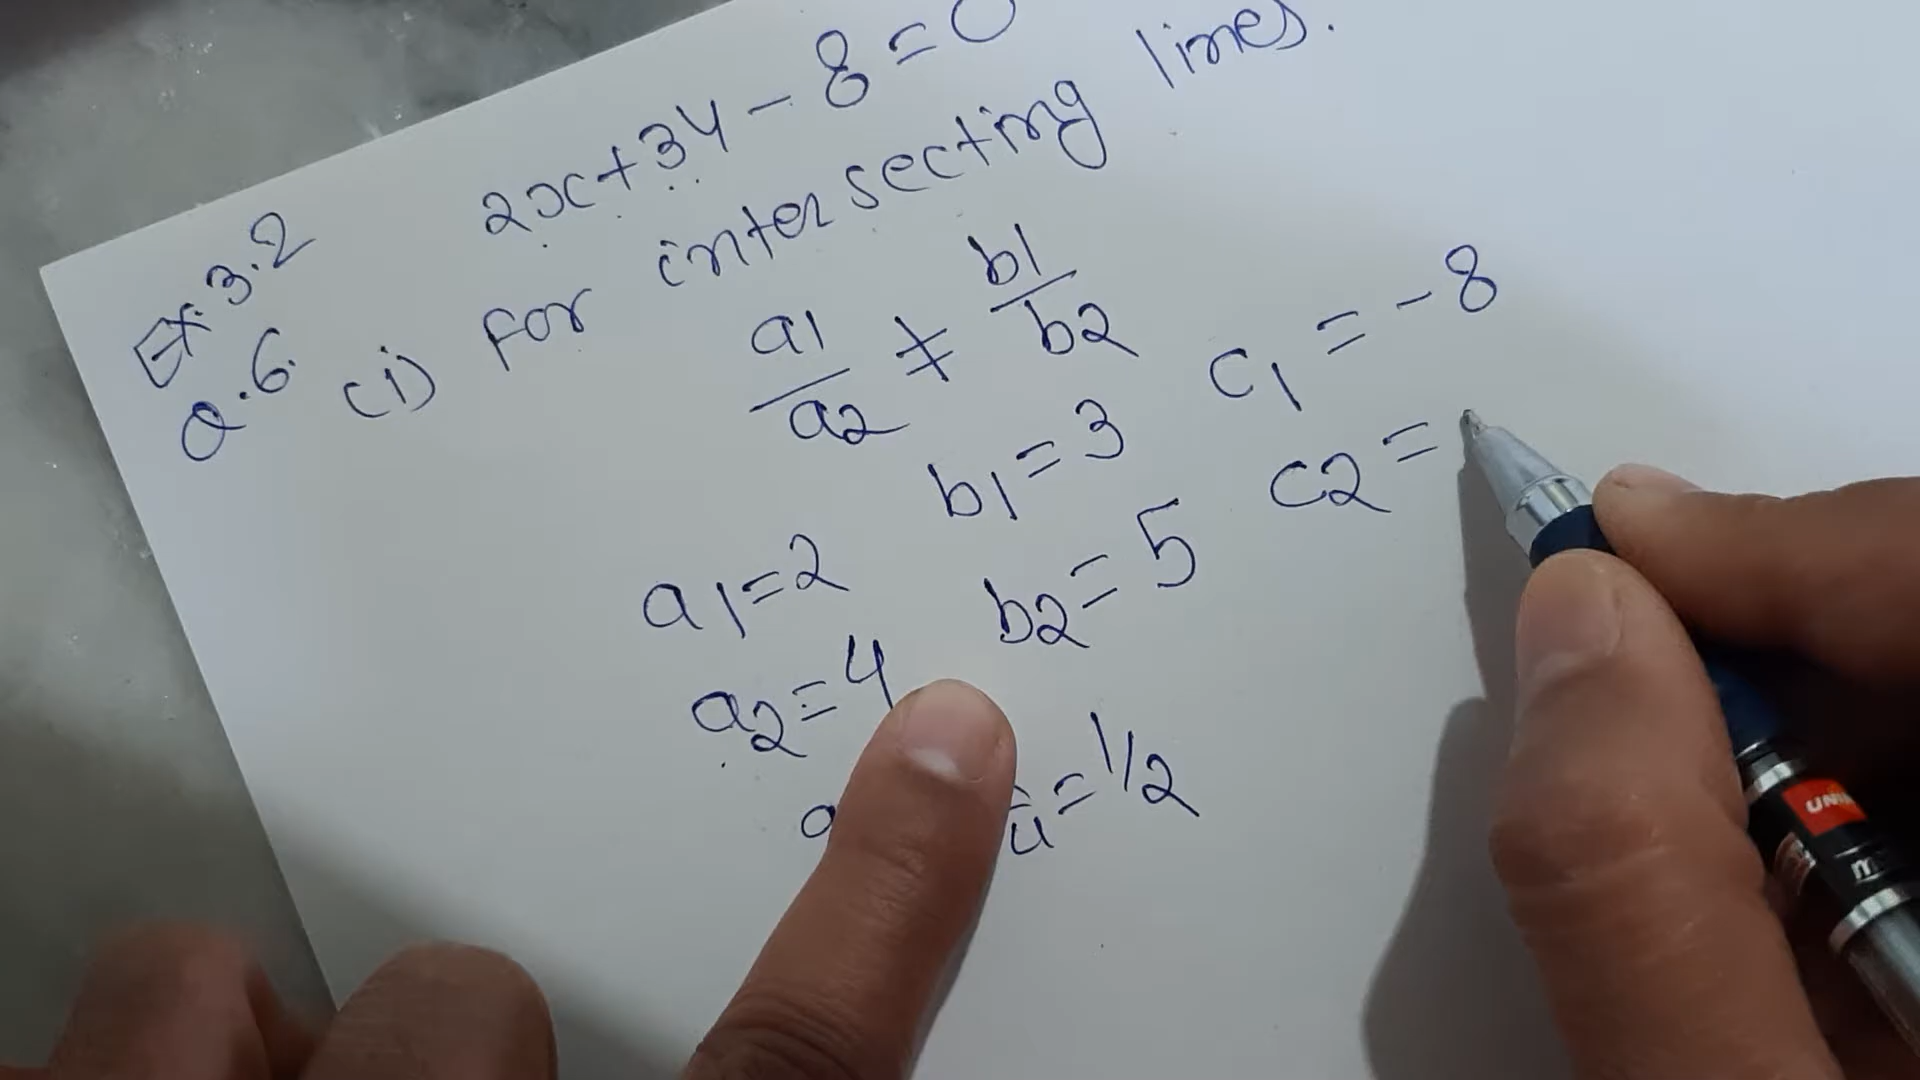 2x+3y-8=0
Ex.3.2
Q.6. (i) For intersecting lines.
a1/a2 ≠ b1/b2
a1=2 b1=3 c1=-8
a2=4 b2=5 c2=
=1/2